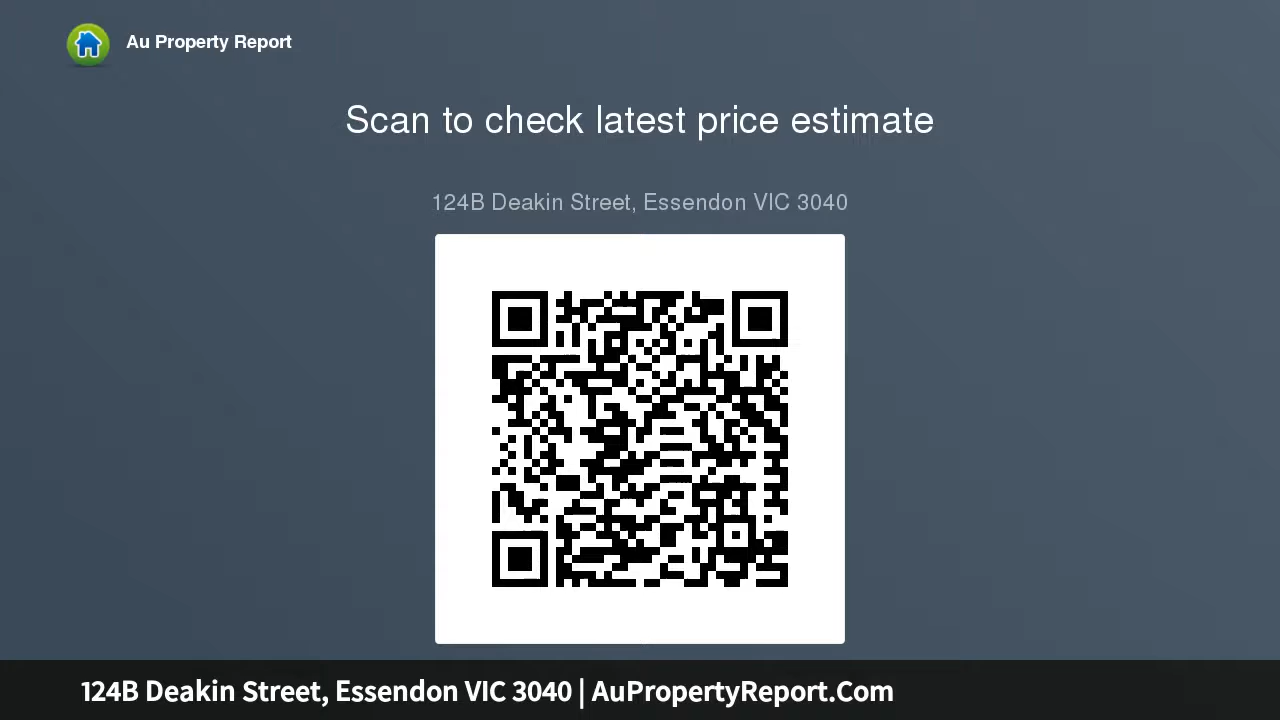 Au Property Report
Scan to check latest price estimate
124B Deakin Street, Essendon VIC 3040
124B Deakin Street, Essendon VIC 3040 | AuPropertyReport.Com